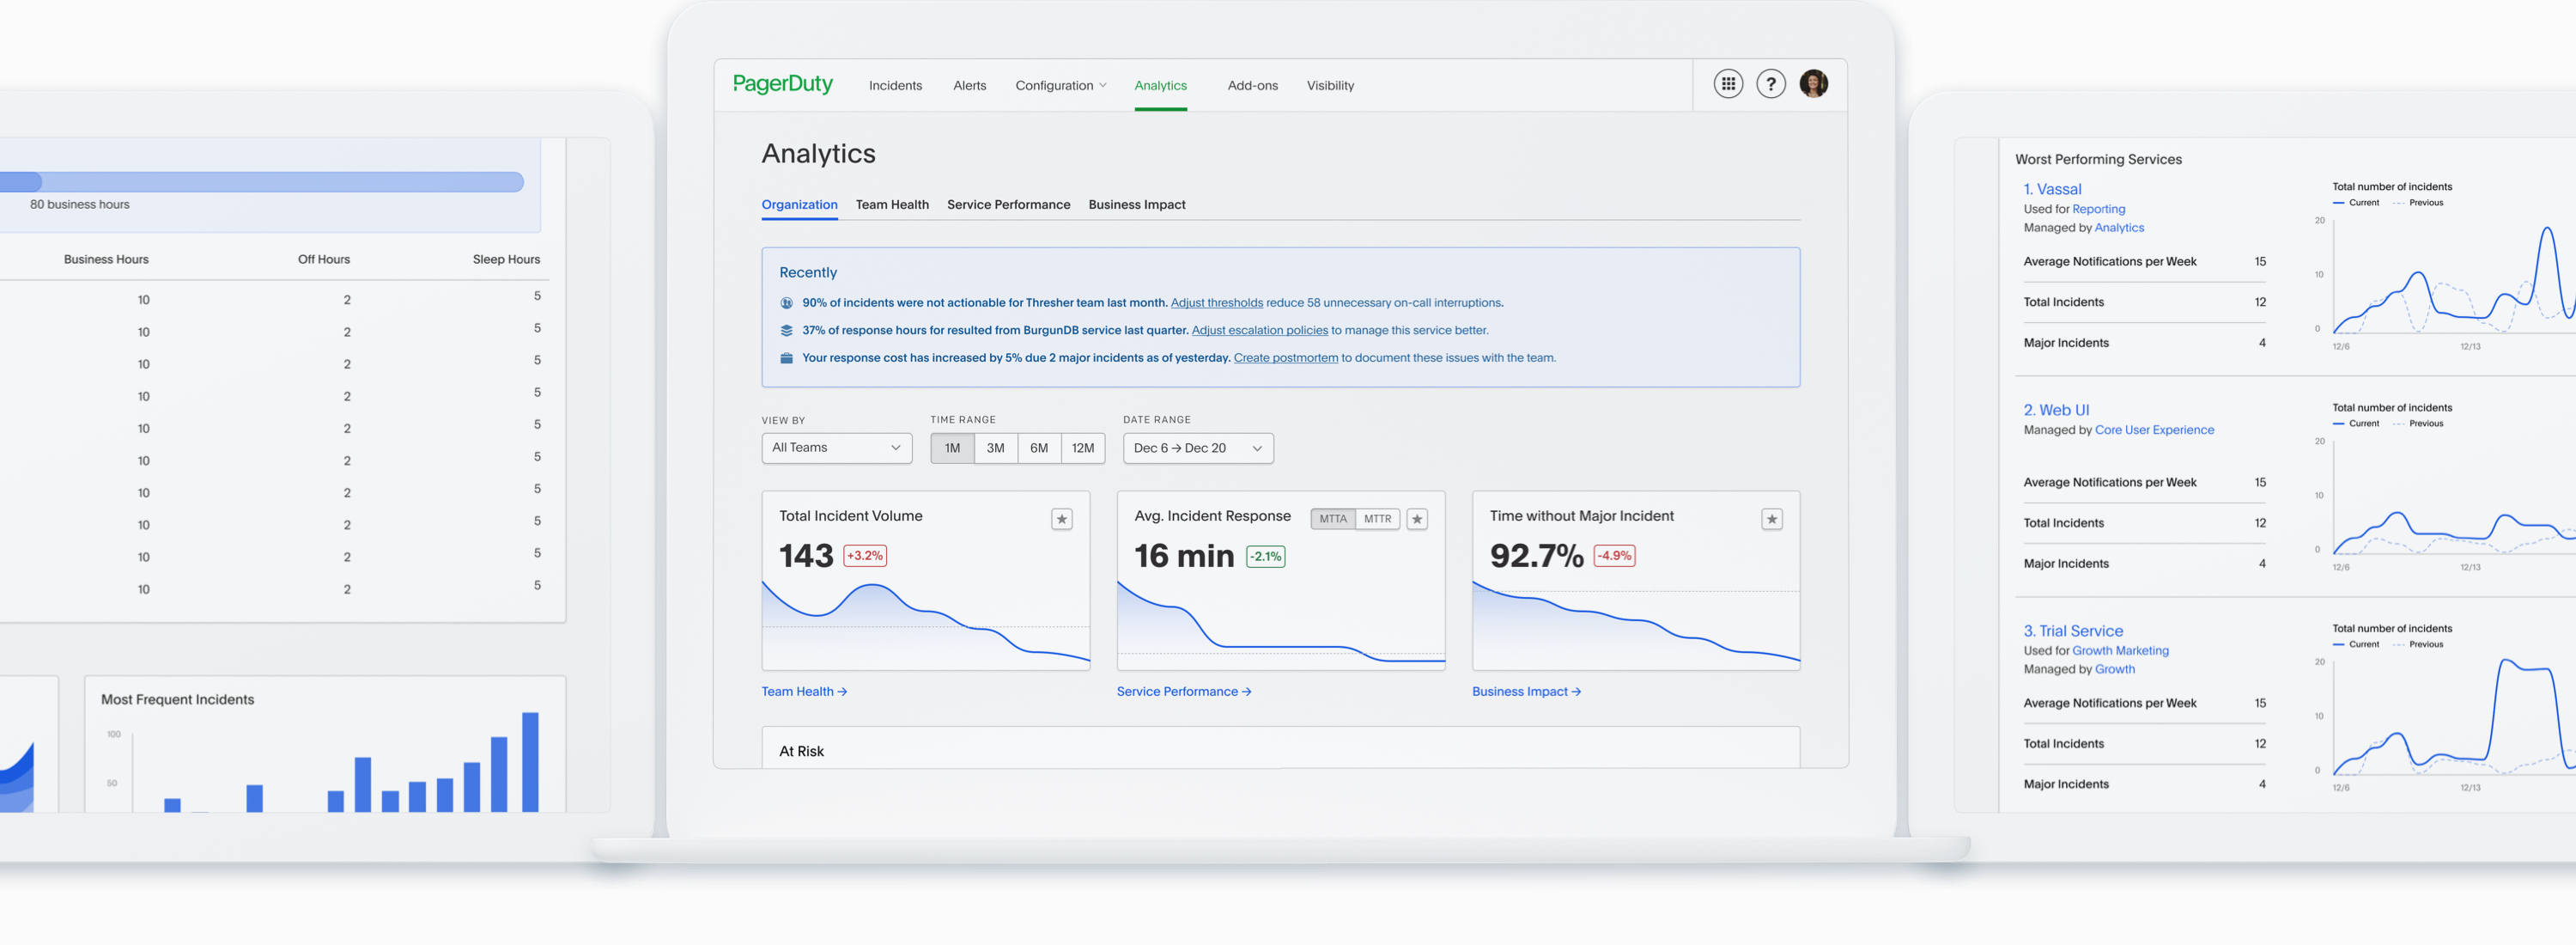 80 business hours
Business Hours Off Hours Sleep Hours
10 2 5
10 2 5
10 2 5
10 2 5
10 2 5
10 2 5
10 2 5
10 2 5
10 2 5
10 2 5
Most Frequent Incidents
100
50
PagerDuty Incidents Alerts Configuration Analytics Add-ons Visibility ?
Analytics
Organization Team Health Service Performance Business Impact
Recently
90% of incidents were not actionable for Thresher team last month. Adjust thresholds reduce 58 unnecessary on-call interruptions.
37% of response hours for resulted from BurgunDB service last quarter. Adjust escalation policies to manage this service better.
Your response cost has increased by 5% due 2 major incidents as of yesterday. Create postmortem to document these issues with the team.
VIEW BY TIME RANGE DATE RANGE
All Teams 1M 3M 6M 12M Dec 6 → Dec 20
Total Incident Volume
143 +3.2%
Team Health →
Avg. Incident Response MTTA MTTR
16 min -2.1%
Service Performance →
Time without Major Incident
92.7% -4.9%
Business Impact →
At Risk
Worst Performing Services
1. Vassal
Used for Reporting
Managed by Analytics
Average Notifications per Week 15
Total Incidents 12
Major Incidents 4
Total number of incidents
Current Previous
20
10
0
12/6 12/13
2. Web UI
Managed by Core User Experience
Average Notifications per Week 15
Total Incidents 12
Major Incidents 4
Total number of incidents
Current Previous
20
10
0
12/6 12/13
3. Trial Service
Used for Growth Marketing
Managed by Growth
Average Notifications per Week 15
Total Incidents 12
Major Incidents 4
Total number of incidents
Current Previous
20
10
0
12/6 12/13